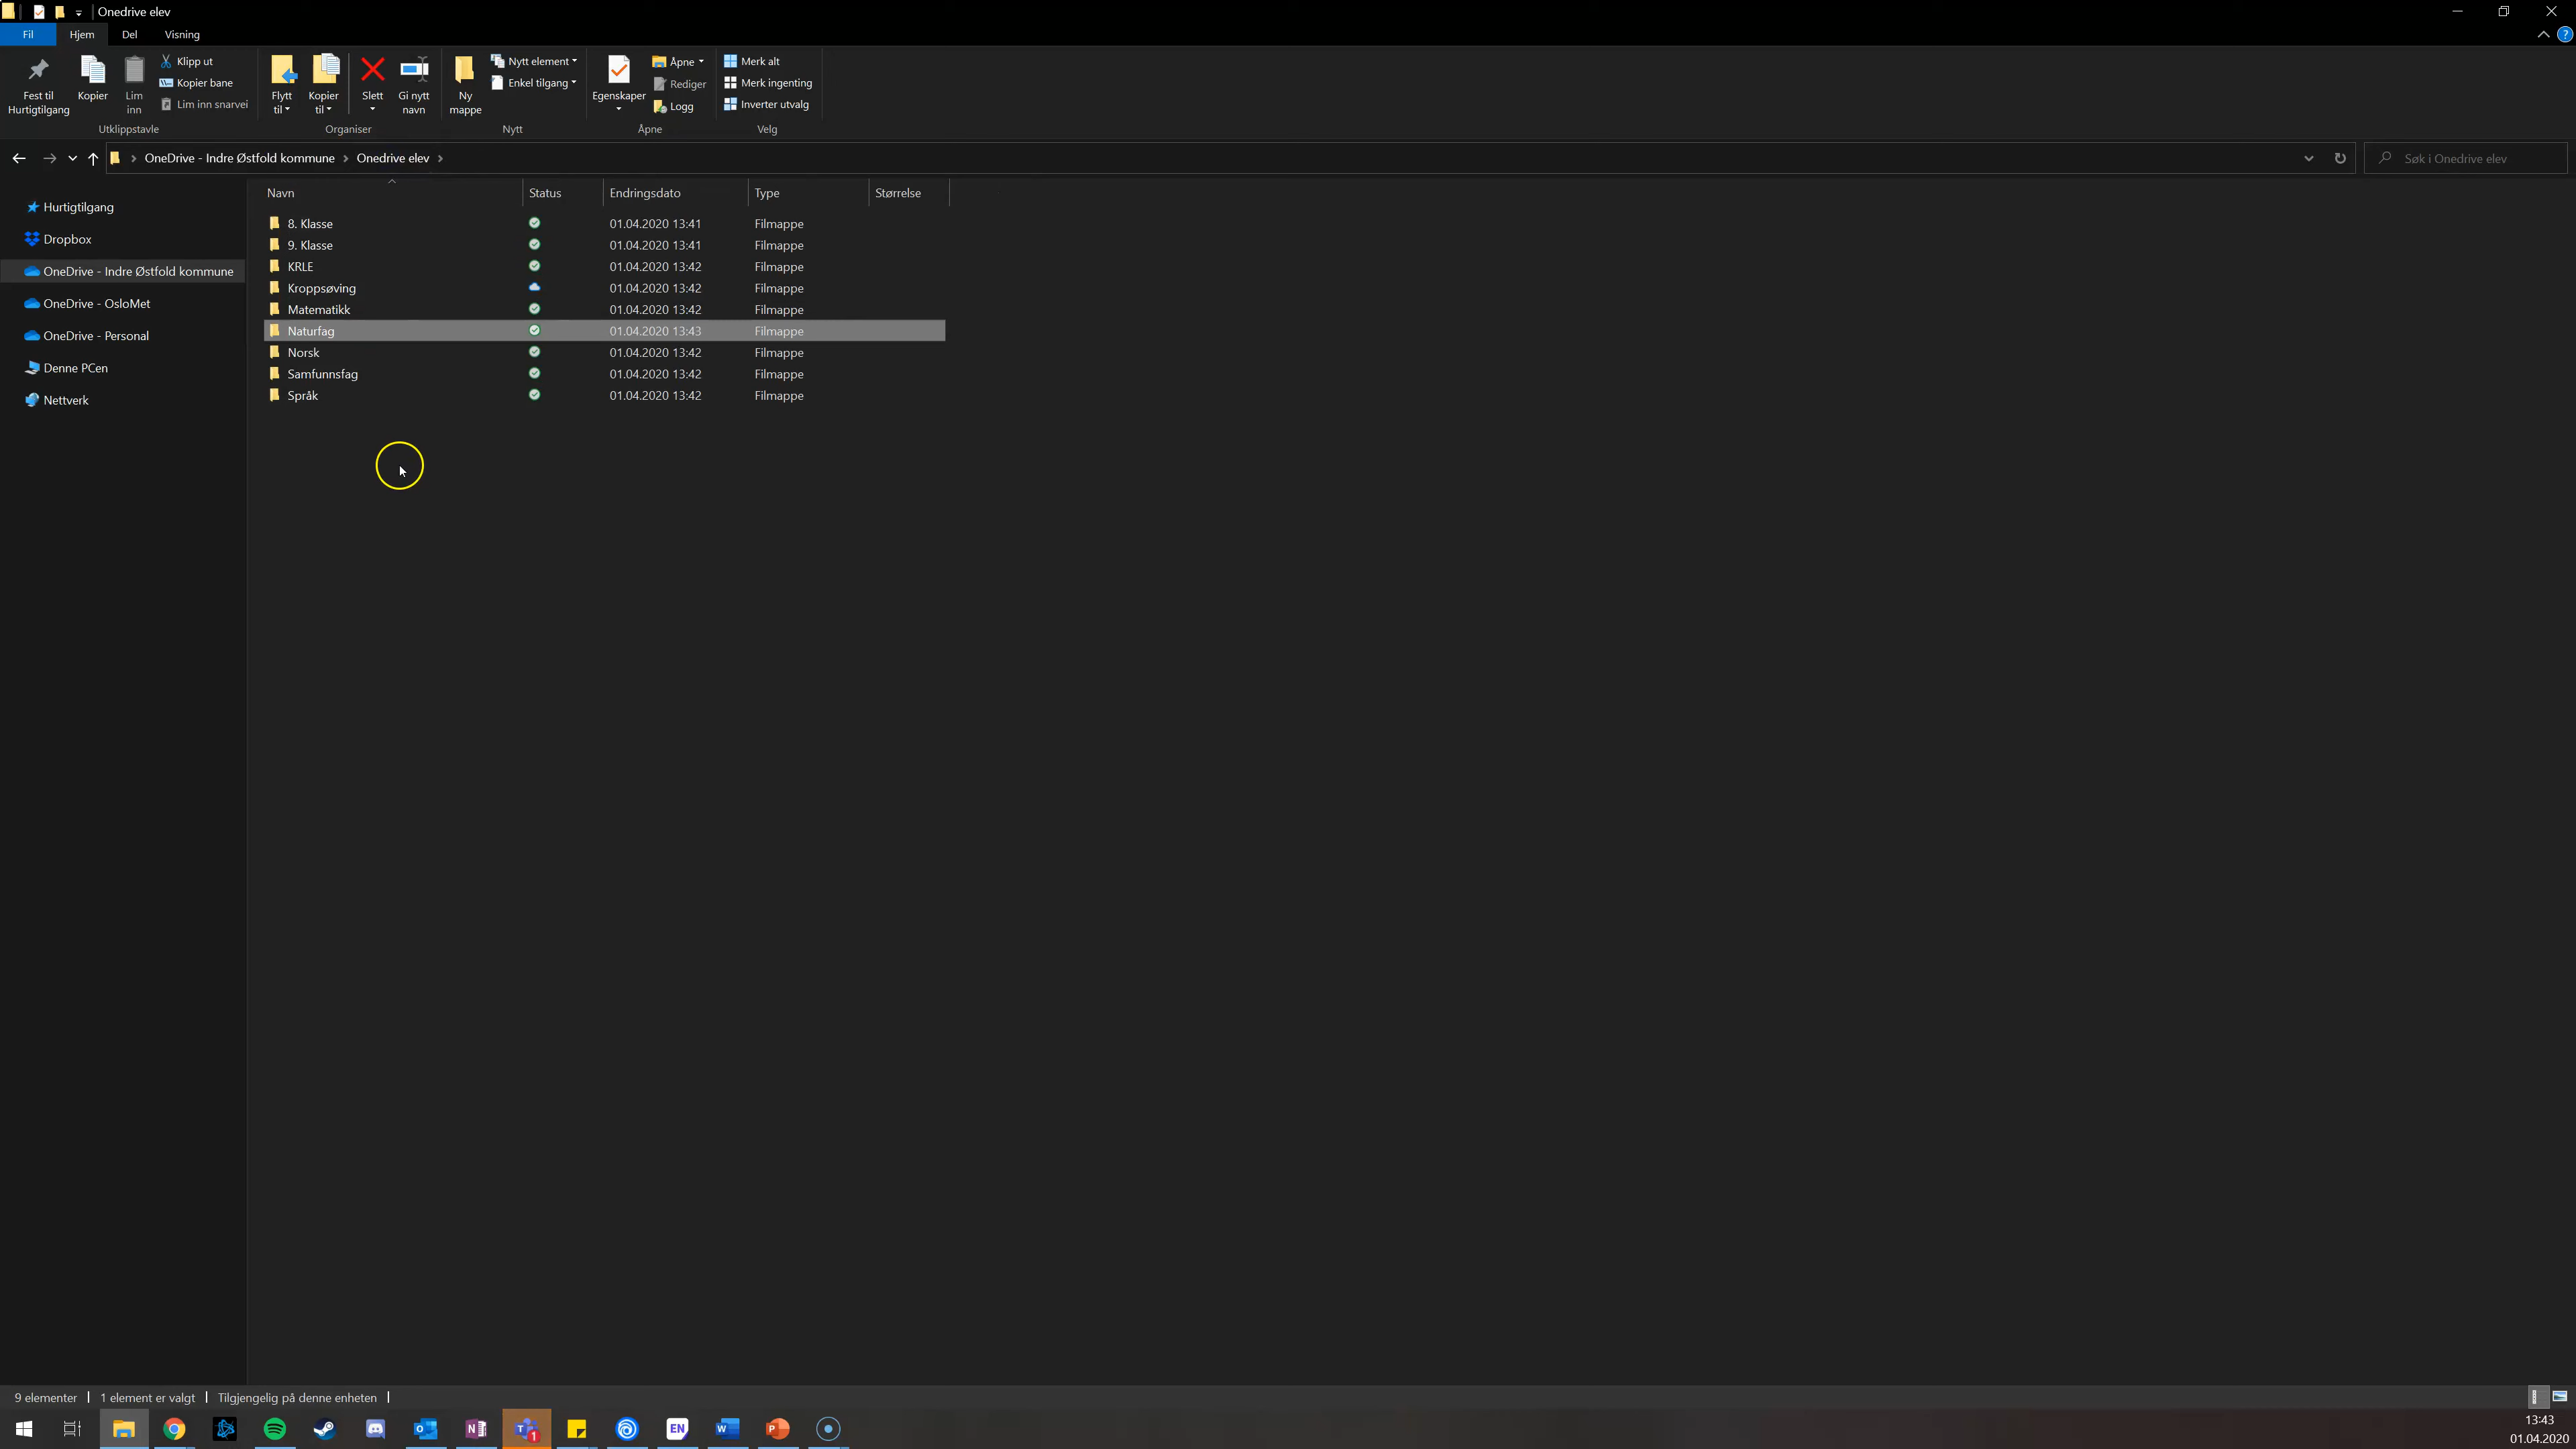 Onedrive elev
Fil Hjem Del Visning
Fest til Hurtigtilgang
Kopier
Lim inn
Klipp ut
Kopier bane
Lim inn snarvei
Utklippstavle
Flytt til
Kopier til
Slett
Gi nytt navn
Organiser
Ny mappe
Nytt element
Enkel tilgang
Nytt
Egenskaper
Åpne
Rediger
Logg
Åpne
Merk alt
Merk ingenting
Inverter utvalg
Velg
OneDrive - Indre Østfold kommune > Onedrive elev >
Søk i Onedrive elev
Hurtigtilgang
Dropbox
OneDrive - Indre Østfold kommune
OneDrive - OsloMet
OneDrive - Personal
Denne PCen
Nettverk
Navn Status Endringsdato Type Størrelse
8. Klasse 01.04.2020 13:41 Filmappe
9. Klasse 01.04.2020 13:41 Filmappe
KRLE 01.04.2020 13:42 Filmappe
Kroppsøving 01.04.2020 13:42 Filmappe
Matematikk 01.04.2020 13:42 Filmappe
Naturfag 01.04.2020 13:43 Filmappe
Norsk 01.04.2020 13:42 Filmappe
Samfunnsfag 01.04.2020 13:42 Filmappe
Språk 01.04.2020 13:42 Filmappe
9 elementer 1 element er valgt Tilgjengelig på denne enheten
EN
13:43
01.04.2020